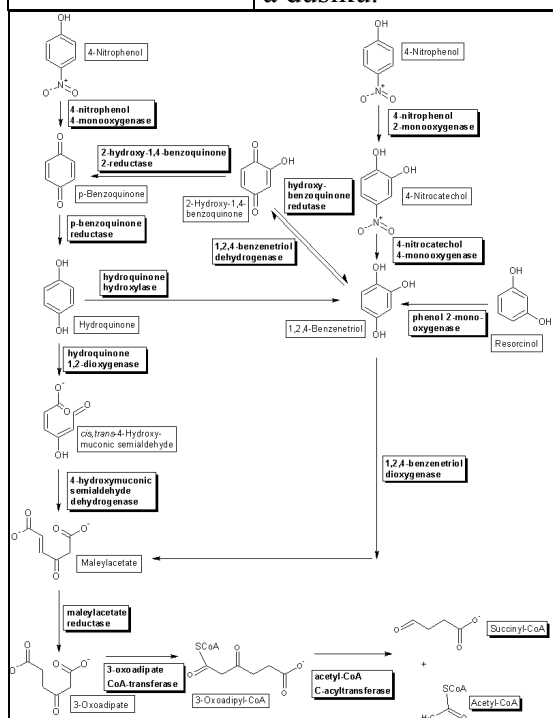 a dusíku.
OH
4-Nitrophenol
N+
O-
O
4-nitrophenol
4-monooxygenase
O
p-Benzoquinone
O
p-benzoquinone
reductase
OH
Hydroquinone
OH
hydroquinone
1,2-dioxygenase
O-
O
O
OH
cis,trans-4-Hydroxy-
muconic semialdehyde
4-hydroxymuconic
semialdehyde
dehydrogenase
O
O-
O
O-
O
Maleylacetate
maleylacetate
reductase
O
O-
O
O-
O
3-Oxoadipate
2-hydroxy-1,4-benzoquinone
2-reductase
O
OH
O
2-Hydroxy-1,4-
benzoquinone
hydroxy-
benzoquinone
redutase
1,2,4-benzenetriol
dehydrogenase
hydroquinone
hydroxylase
OH
4-Nitrophenol
N+
O-
O
4-nitrophenol
2-monooxygenase
OH
OH
4-Nitrocatechol
N+
O-
O
4-nitrocatechol
4-monooxygenase
OH
OH
OH
1,2,4-Benzenetriol
phenol 2-mono-
oxygenase
OH
OH
Resorcinol
1,2,4-benzenetriol
dioxygenase
3-oxoadipate
CoA-transferase
SCoA
O
O
O
O-
3-Oxoadipyl-CoA
acetyl-CoA
C-acyltransferase
O
O
O-
Succinyl-CoA
+
SCoA
Acetyl-CoA
O